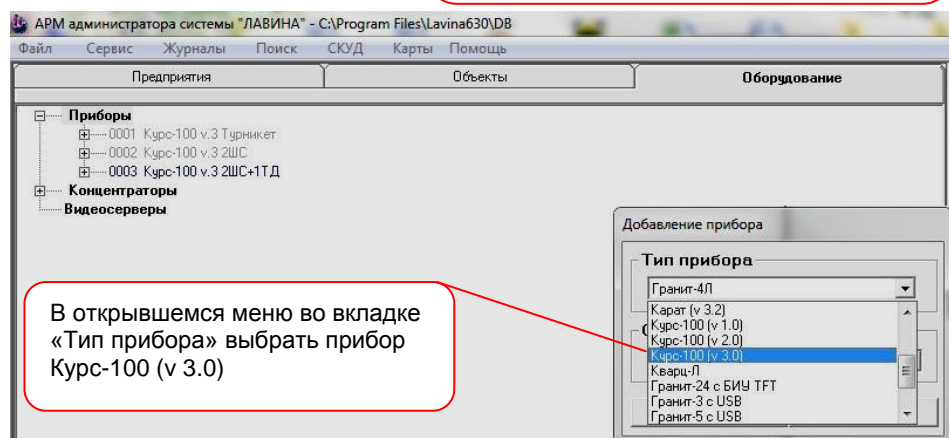 АРМ администратора системы "ЛАВИНА" - C:\Program Files\Lavina630\DB
Файл Сервис Журналы Поиск СКУД Карты Помощь
Предприятия Объекты Оборудование
Приборы
0001 Курс-100 v.3 Турникет
0002 Курс-100 v.3 2ШС
0003 Курс-100 v.3 2ШС+1ТД
Концентраторы
Видеосерверы
Добавление прибора
Тип прибора
Гранит-4Л
Карат (v 3.2)
Курс-100 (v 1.0)
Курс-100 (v 2.0)
Курс-100 (v 3.0)
Кварц-Л
Гранит-24 с БИУ TFT
Гранит-3 с USB
Гранит-5 с USB
В открывшемся меню во вкладке
«Тип прибора» выбрать прибор
Курс-100 (v 3.0)